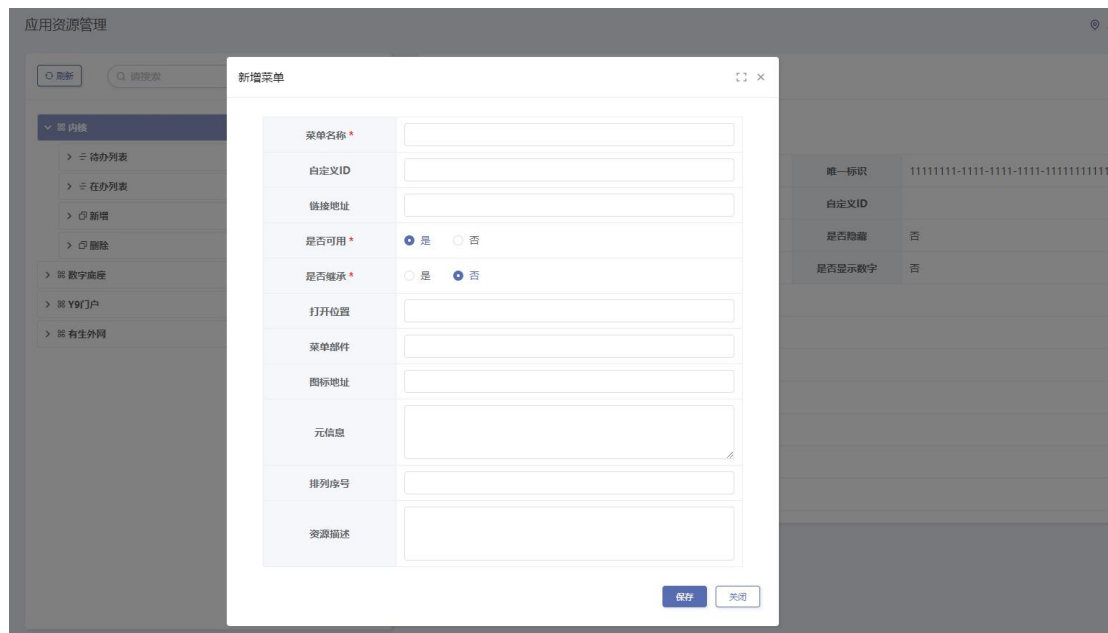 应用资源管理
刷新
请搜索
内核
待办列表
在办列表
新增
删除
数字底座
Y9门户
有生外网
新增菜单
菜单名称 *
自定义ID
链接地址
是否可用 * 是 否
是否继承 * 是 否
打开位置
菜单部件
图标地址
元信息
排列序号
资源描述
保存 关闭
唯一标识 11111111-1111-1111-1111-11111111111
自定义ID
是否隐藏 否
是否显示数字 否